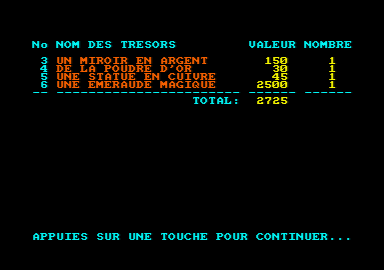 No NOM DES TRESORS VALEUR NOMBRE
3 UN MIROIR EN ARGENT 150 1
4 DE LA POUDRE D'OR 30 1
5 UNE STATUE EN CUIVRE 45 1
6 UNE EMERAUDE MAGIQUE 2500 1
-- ----------------------- ------ ------
TOTAL: 2725
APPUIES SUR UNE TOUCHE POUR CONTINUER...